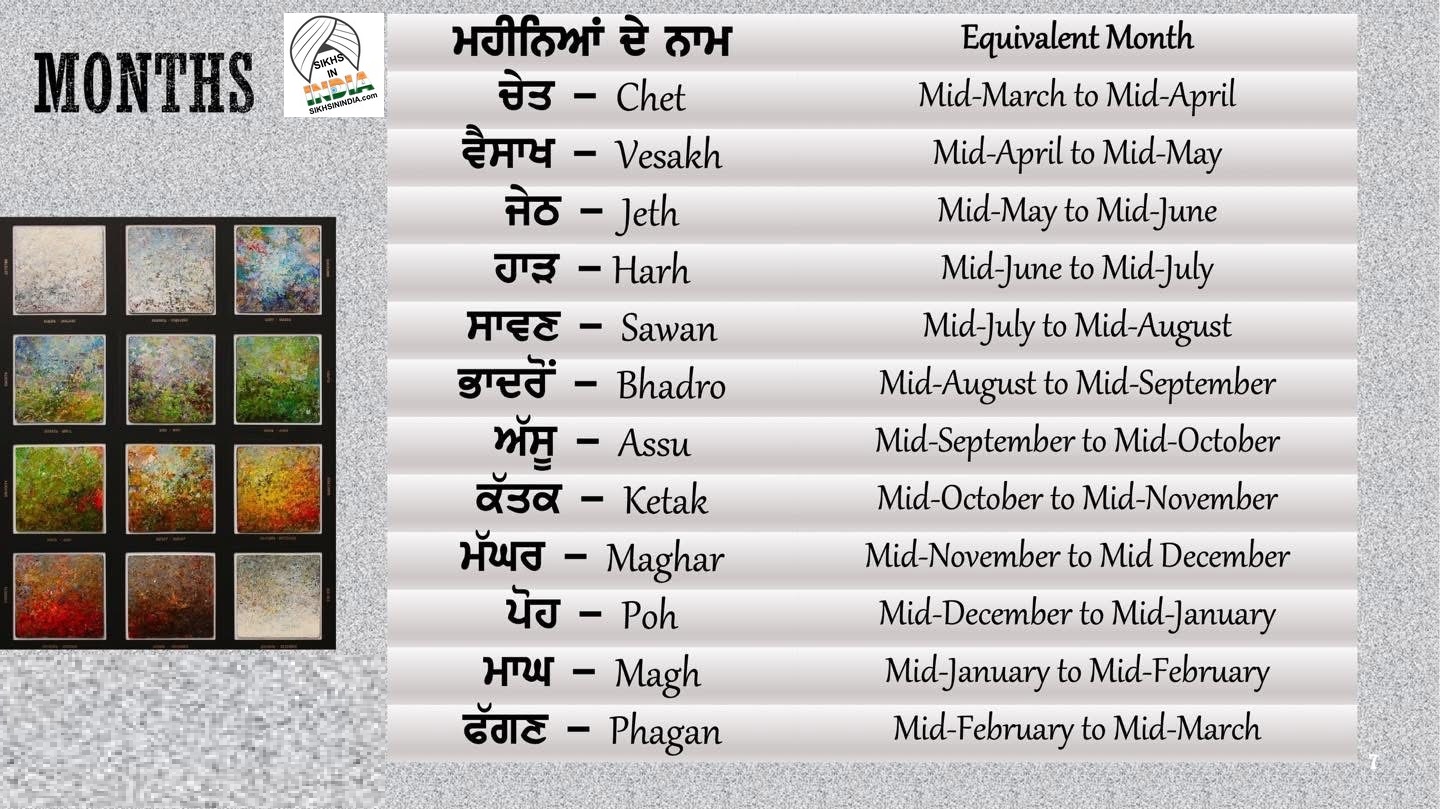 MONTHS
SIKHS
IN
INDIA
SIKHSININDIA.com
ਮਹੀਨਿਆਂ ਦੇ ਨਾਮ Equivalent Month
ਚੇਤ – Chet Mid-March to Mid-April
ਵੈਸਾਖ – Vesakh Mid-April to Mid-May
ਜੇਠ – Jeth Mid-May to Mid-June
ਹਾੜ – Harh Mid-June to Mid-July
ਸਾਵਣ – Sawan Mid-July to Mid-August
ਭਾਦਰੋਂ – Bhadro Mid-August to Mid-September
ਅੱਸੂ – Assu Mid-September to Mid-October
ਕੱਤਕ – Ketak Mid-October to Mid-November
ਮੱਘਰ – Maghar Mid-November to Mid December
ਪੋਹ – Poh Mid-December to Mid-January
ਮਾਘ – Magh Mid-January to Mid-February
ਫੱਗਣ – Phagan Mid-February to Mid-March
7